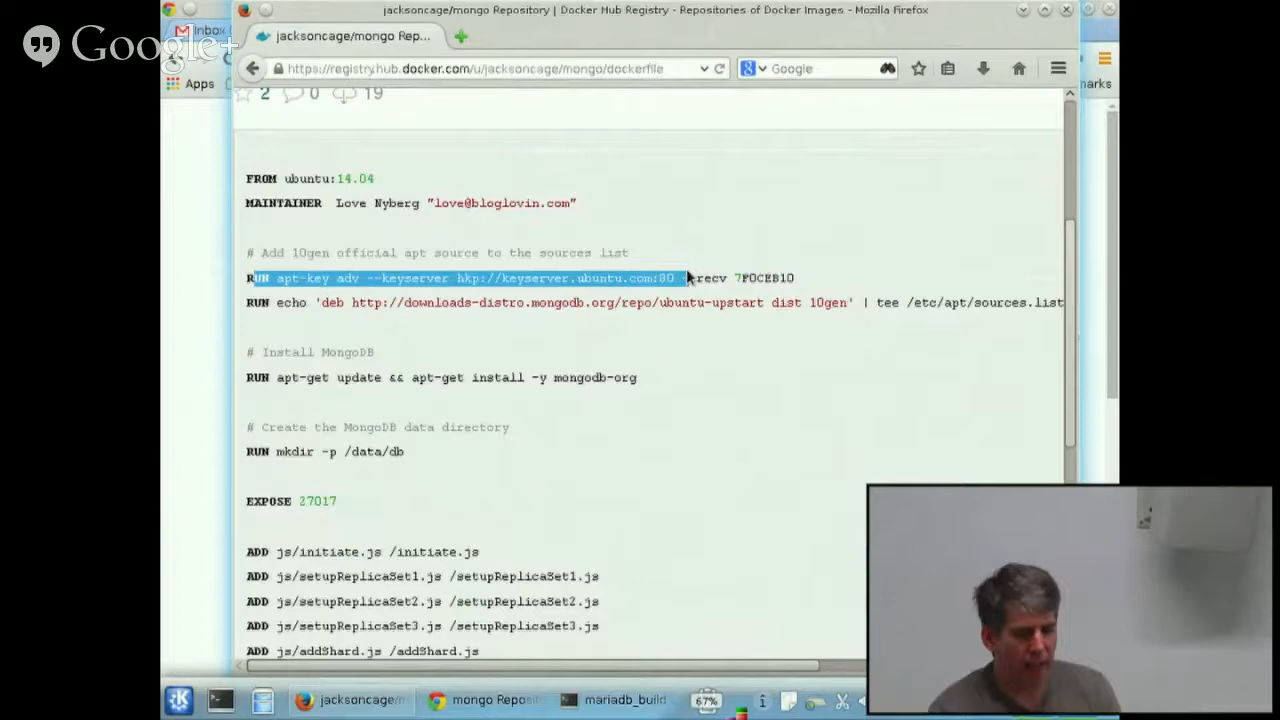 jacksoncage/mongo Repository | Docker Hub Registry - Repositories of Docker Images - Mozilla Firefox
Inbox
Google+
jacksoncage/mongo Rep...
https://registry.hub.docker.com/u/jacksoncage/mongo/dockerfile
Google
Apps
marks
2 0 19
FROM ubuntu:14.04
MAINTAINER Love Nyberg "love@bloglovin.com"
# Add 10gen official apt source to the sources list
RUN apt-key adv --keyserver hkp://keyserver.ubuntu.com:80 --recv 7F0CEB10
RUN echo 'deb http://downloads-distro.mongodb.org/repo/ubuntu-upstart dist 10gen' | tee /etc/apt/sources.list
# Install MongoDB
RUN apt-get update && apt-get install -y mongodb-org
# Create the MongoDB data directory
RUN mkdir -p /data/db
EXPOSE 27017
ADD js/initiate.js /initiate.js
ADD js/setupReplicaSet1.js /setupReplicaSet1.js
ADD js/setupReplicaSet2.js /setupReplicaSet2.js
ADD js/setupReplicaSet3.js /setupReplicaSet3.js
ADD js/addShard.js /addShard.js
jacksoncage/m
mongo Reposit
mariadb_build
67%